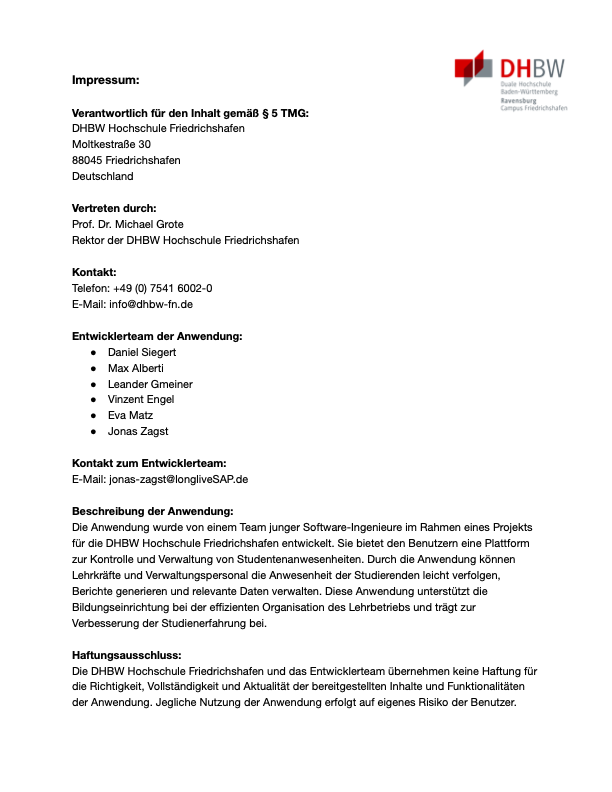 DHBW
Duale Hochschule
Baden-Württemberg
Ravensburg
Campus Friedrichshafen
Impressum:
Verantwortlich für den Inhalt gemäß § 5 TMG:
DHBW Hochschule Friedrichshafen
Moltkestraße 30
88045 Friedrichshafen
Deutschland
Vertreten durch:
Prof. Dr. Michael Grote
Rektor der DHBW Hochschule Friedrichshafen
Kontakt:
Telefon: +49 (0) 7541 6002-0
E-Mail: info@dhbw-fn.de
Entwicklerteam der Anwendung:
● Daniel Siegert
● Max Alberti
● Leander Gmeiner
● Vinzent Engel
● Eva Matz
● Jonas Zagst
Kontakt zum Entwicklerteam:
E-Mail: jonas-zagst@longliveSAP.de
Beschreibung der Anwendung:
Die Anwendung wurde von einem Team junger Software-Ingenieure im Rahmen eines Projekts
für die DHBW Hochschule Friedrichshafen entwickelt. Sie bietet den Benutzern eine Plattform
zur Kontrolle und Verwaltung von Studentenanwesenheiten. Durch die Anwendung können
Lehrkräfte und Verwaltungspersonal die Anwesenheit der Studierenden leicht verfolgen,
Berichte generieren und relevante Daten verwalten. Diese Anwendung unterstützt die
Bildungseinrichtung bei der effizienten Organisation des Lehrbetriebs und trägt zur
Verbesserung der Studienerfahrung bei.
Haftungsausschluss:
Die DHBW Hochschule Friedrichshafen und das Entwicklerteam übernehmen keine Haftung für
die Richtigkeit, Vollständigkeit und Aktualität der bereitgestellten Inhalte und Funktionalitäten
der Anwendung. Jegliche Nutzung der Anwendung erfolgt auf eigenes Risiko der Benutzer.